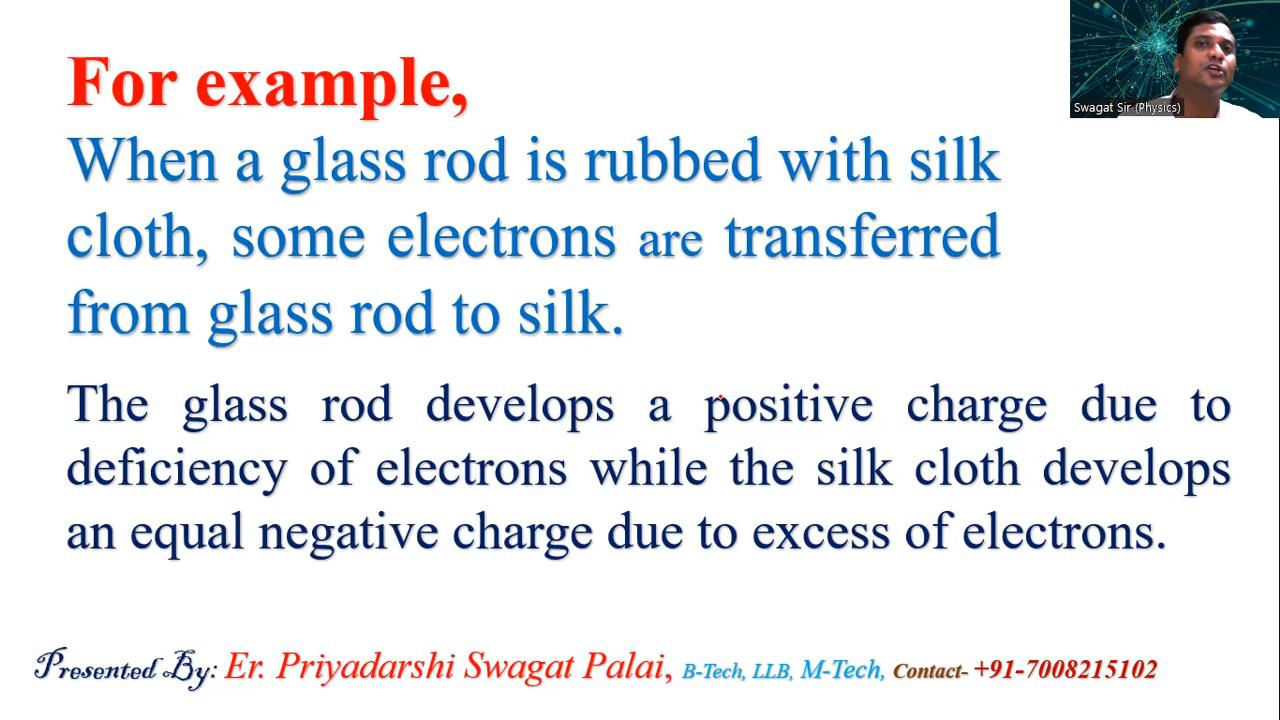 For example,
Swagat Sir (Physics)
When a glass rod is rubbed with silk
cloth, some electrons are transferred
from glass rod to silk.
The glass rod develops a positive charge due to
deficiency of electrons while the silk cloth develops
an equal negative charge due to excess of electrons.
Presented By: Er. Priyadarshi Swagat Palai, B-Tech, LLB, M-Tech, Contact- +91-7008215102